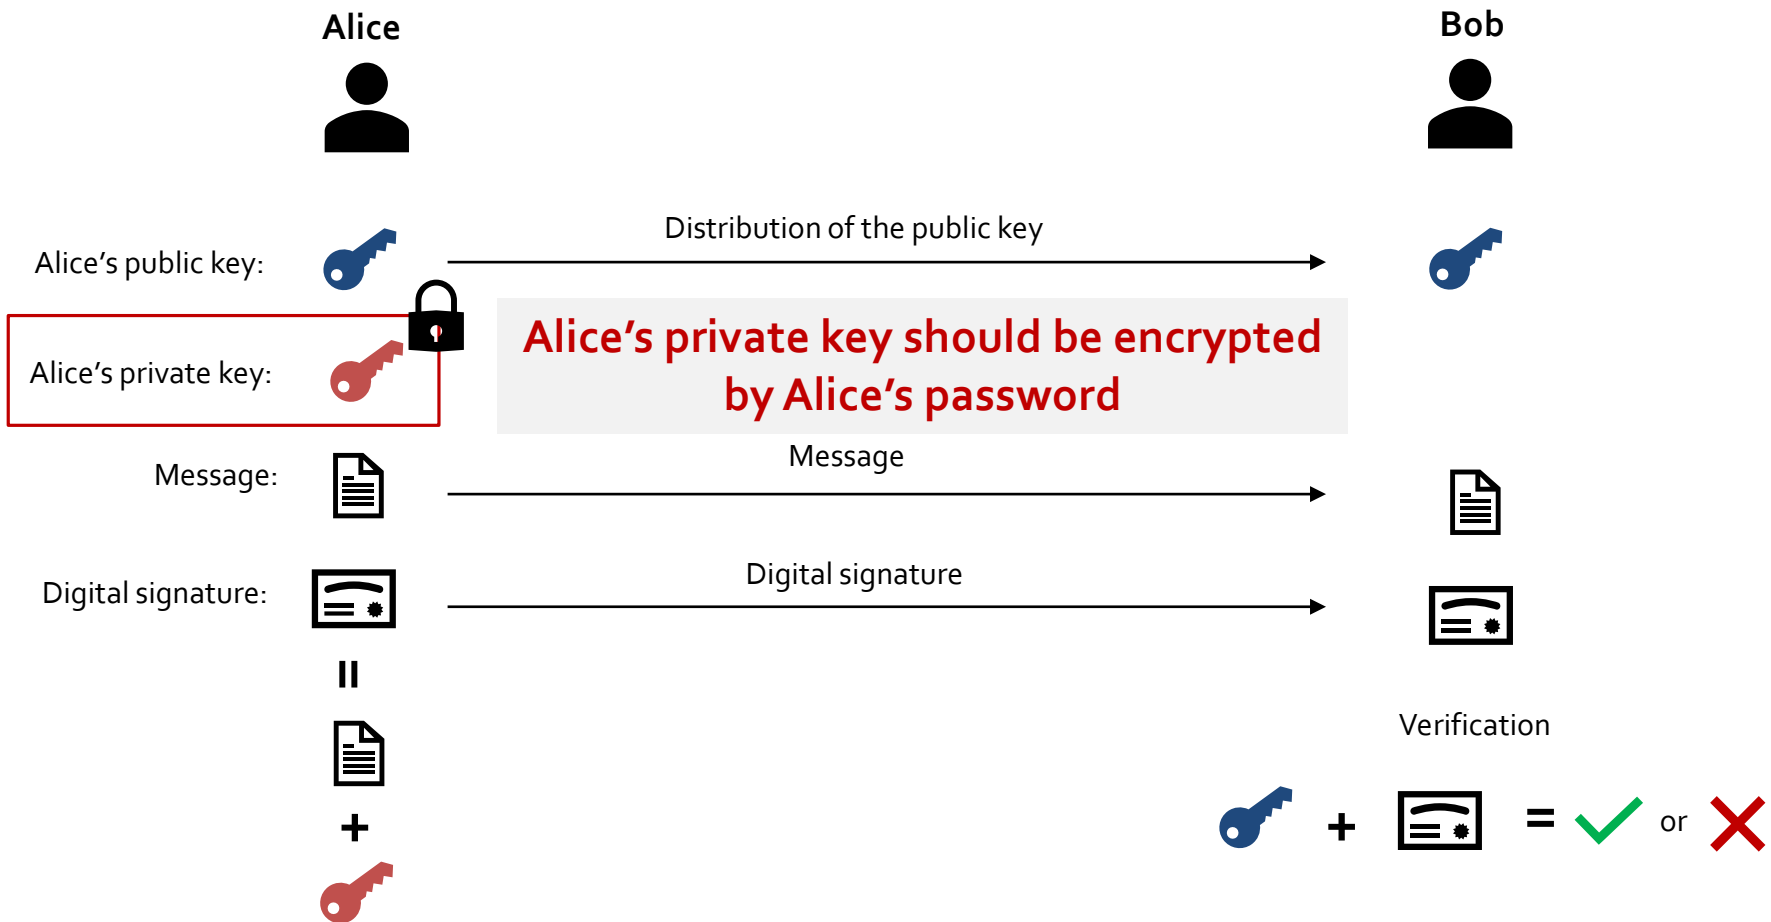 Alice
Bob
Distribution of the public key
Alice's public key:
Alice's private key should be encrypted
by Alice's password
Alice's private key:
Message
Message:
Digital signature
Digital signature:
=
Verification
+
+ = or